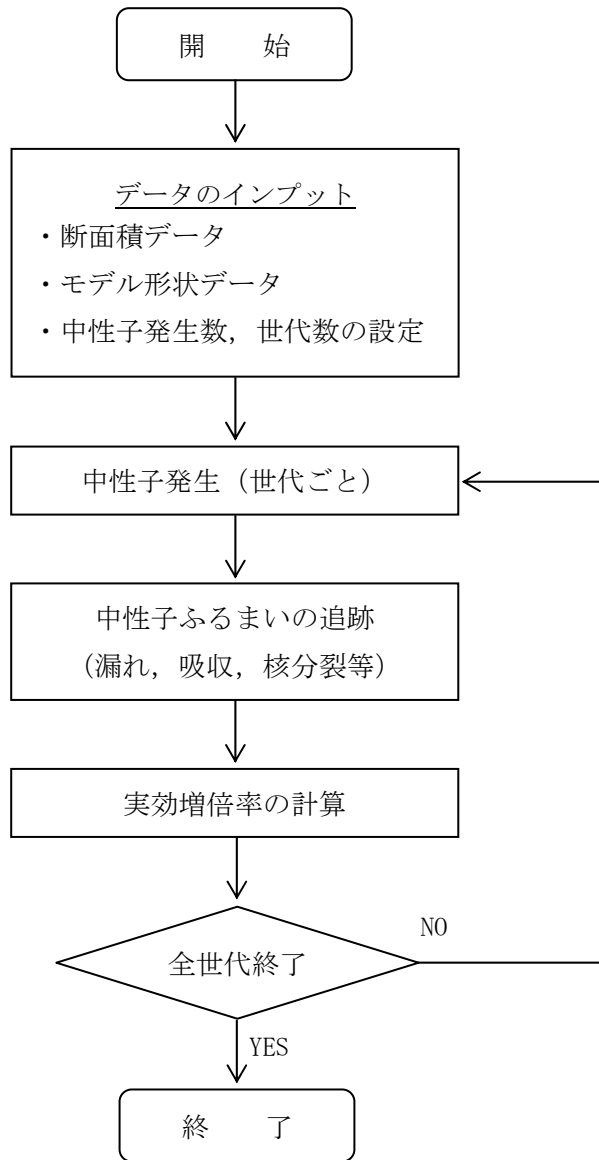 開　　始
データのインプット
・断面積データ
・モデル形状データ
・中性子発生数，世代数の設定
中性子発生（世代ごと）
中性子ふるまいの追跡
（漏れ，吸収，核分裂等）
実効増倍率の計算
全世代終了
NO
YES
終　　了